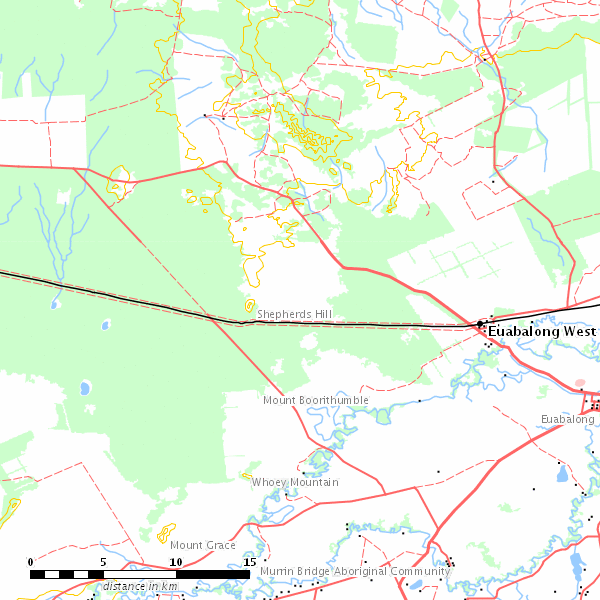 Shepherds Hill
Euabalong West
Mount Boorithumble
Euabalong
Whoey Mountain
Mount Grace
0 5 10 15
Murrin Bridge Aboriginal Community
distance in km